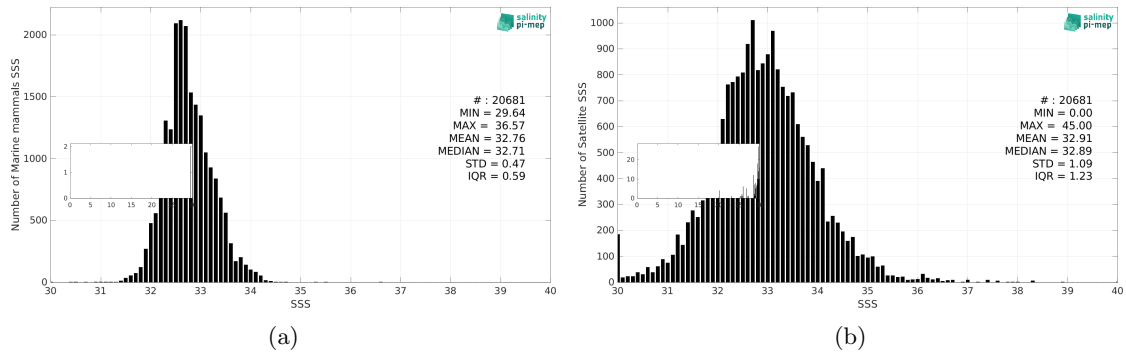 salinity
pi-mep
Number of Marine mammals SSS
2000
1500
1000
500
0
# : 20681
MIN = 29.64
MAX = 36.57
MEAN = 32.76
MEDIAN = 32.71
STD = 0.47
IQR = 0.59
2
1
0
0 5 10 15 20
30 31 32 33 34 35 36 37 38 39 40
SSS
(a)
salinity
pi-mep
Number of Satellite SSS
1000
900
800
700
600
500
400
300
200
100
0
# : 20681
MIN = 0.00
MAX = 45.00
MEAN = 32.91
MEDIAN = 32.89
STD = 1.09
IQR = 1.23
20
10
0
0 5 10 15 20
30 31 32 33 34 35 36 37 38 39 40
SSS
(b)